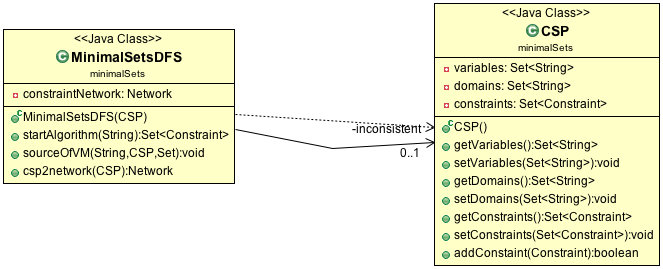 <<Java Class>>
MinimalSetsDFS
minimalSets
constraintNetwork: Network
MinimalSetsDFS(CSP)
startAlgorithm(String):Set<Constraint>
sourceOfVM(String,CSP,Set):void
csp2network(CSP):Network
-inconsistent
0..1
<<Java Class>>
CSP
minimalSets
variables: Set<String>
domains: Set<String>
constraints: Set<Constraint>
CSP()
getVariables():Set<String>
setVariables(Set<String>):void
getDomains():Set<String>
setDomains(Set<String>):void
getConstraints():Set<Constraint>
setConstraints(Set<Constraint>):void
addConstaint(Constraint):boolean